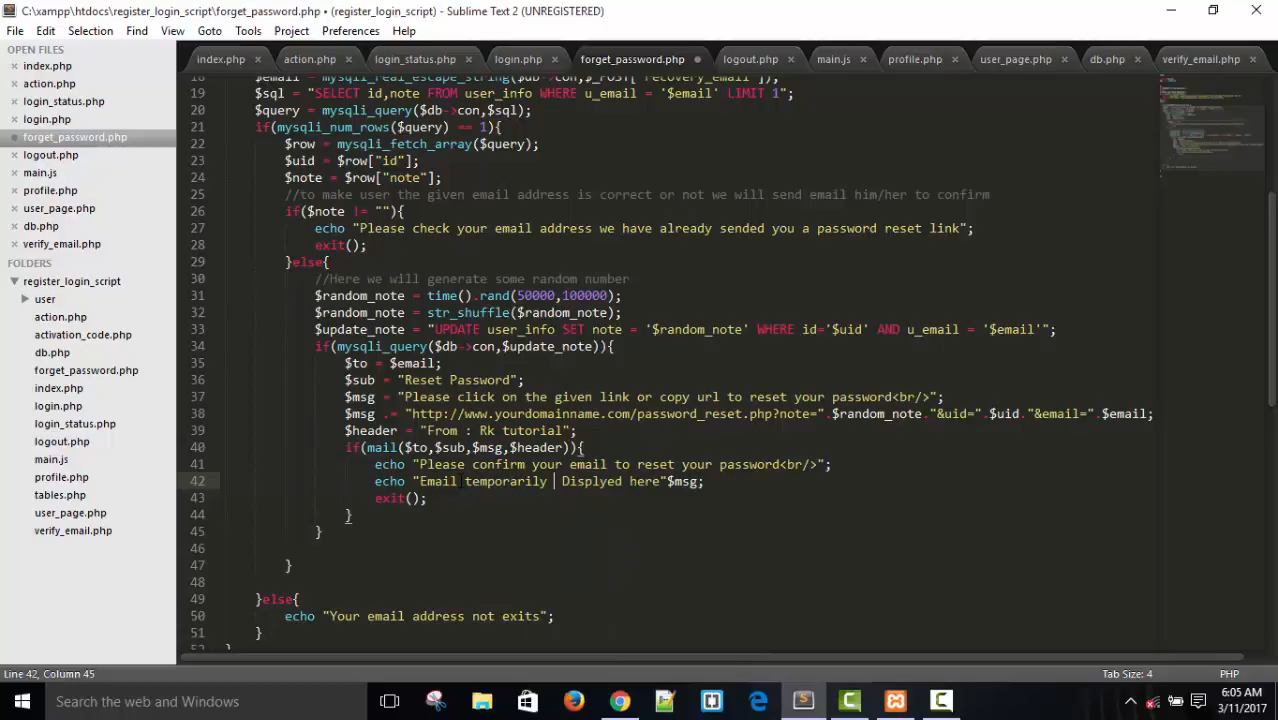 C:\xampp\htdocs\register_login_script\forget_password.php • (register_login_script) - Sublime Text 2 (UNREGISTERED)
File Edit Selection Find View Goto Tools Project Preferences Help
OPEN FILES
index.php
action.php
login_status.php
login.php
forget_password.php
logout.php
main.js
profile.php
user_page.php
db.php
verify_email.php
FOLDERS
register_login_script
user
action.php
activation_code.php
db.php
forget_password.php
index.php
login.php
login_status.php
logout.php
main.js
profile.php
tables.php
user_page.php
verify_email.php
index.php action.php login_status.php login.php forget_password.php logout.php main.js profile.php user_page.php db.php verify_email.php
18 $email = mysqli_real_escape_string($db->con,$_POST["recovery_email"]);
19 $sql = "SELECT id,note FROM user_info WHERE u_email = '$email' LIMIT 1";
20 $query = mysqli_query($db->con,$sql);
21 if(mysqli_num_rows($query) == 1){
22 $row = mysqli_fetch_array($query);
23 $uid = $row["id"];
24 $note = $row["note"];
25 //to make user the given email address is correct or not we will send email him/her to confirm
26 if($note != ""){
27 echo "Please check your email address we have already sended you a password reset link";
28 exit();
29 }else{
30 //Here we will generate some random number
31 $random_note = time().rand(50000,100000);
32 $random_note = str_shuffle($random_note);
33 $update_note = "UPDATE user_info SET note = '$random_note' WHERE id='$uid' AND u_email = '$email'";
34 if(mysqli_query($db->con,$update_note)){
35 $to = $email;
36 $sub = "Reset Password";
37 $msg = "Please click on the given link or copy url to reset your password<br/>";
38 $msg .= "http://www.yourdomainname.com/password_reset.php?note=".$random_note."&uid=".$uid."&email=".$email;
39 $header = "From : Rk tutorial";
40 if(mail($to,$sub,$msg,$header)){
41 echo "Please confirm your email to reset your password<br/>";
42 echo "Email temporarily  Displyed here"$msg;
43 exit();
44 }
45 }
46
47 }
48
49 }else{
50 echo "Your email address not exits";
51 }
52 }
Line 42, Column 45
Tab Size: 4
PHP
Search the web and Windows
6:05 AM
3/11/2017